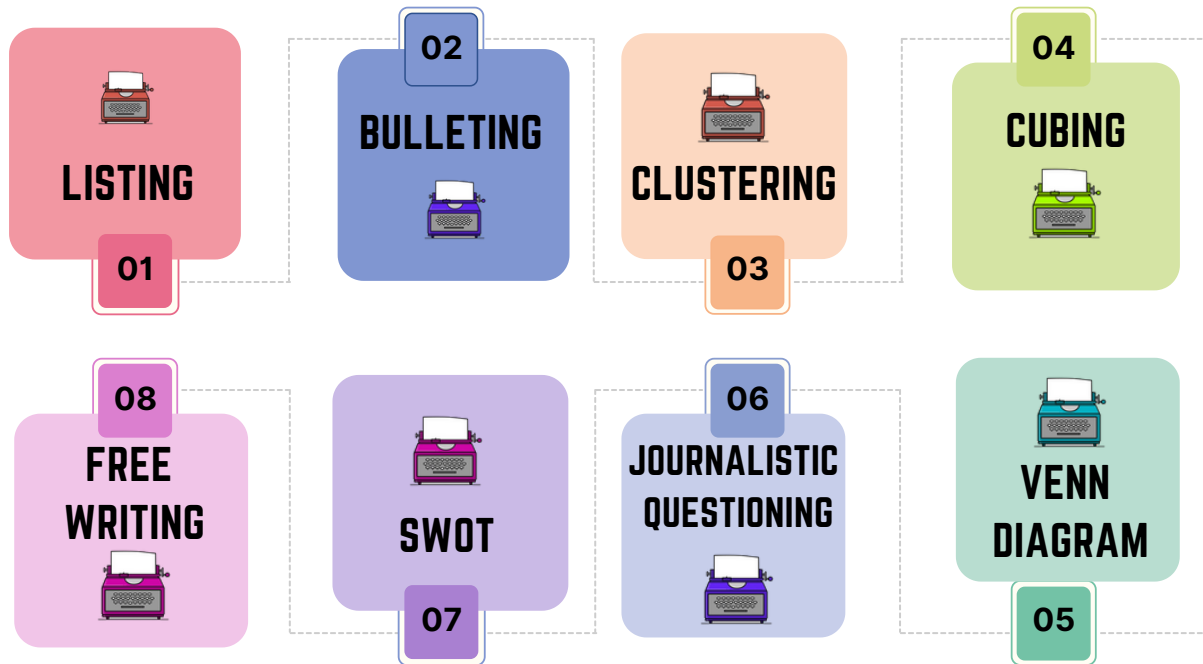 LISTING
01
02
BULLETING
CLUSTERING
03
04
CUBING
08
FREE
WRITING
SWOT
07
06
JOURNALISTIC
QUESTIONING
VENN
DIAGRAM
05